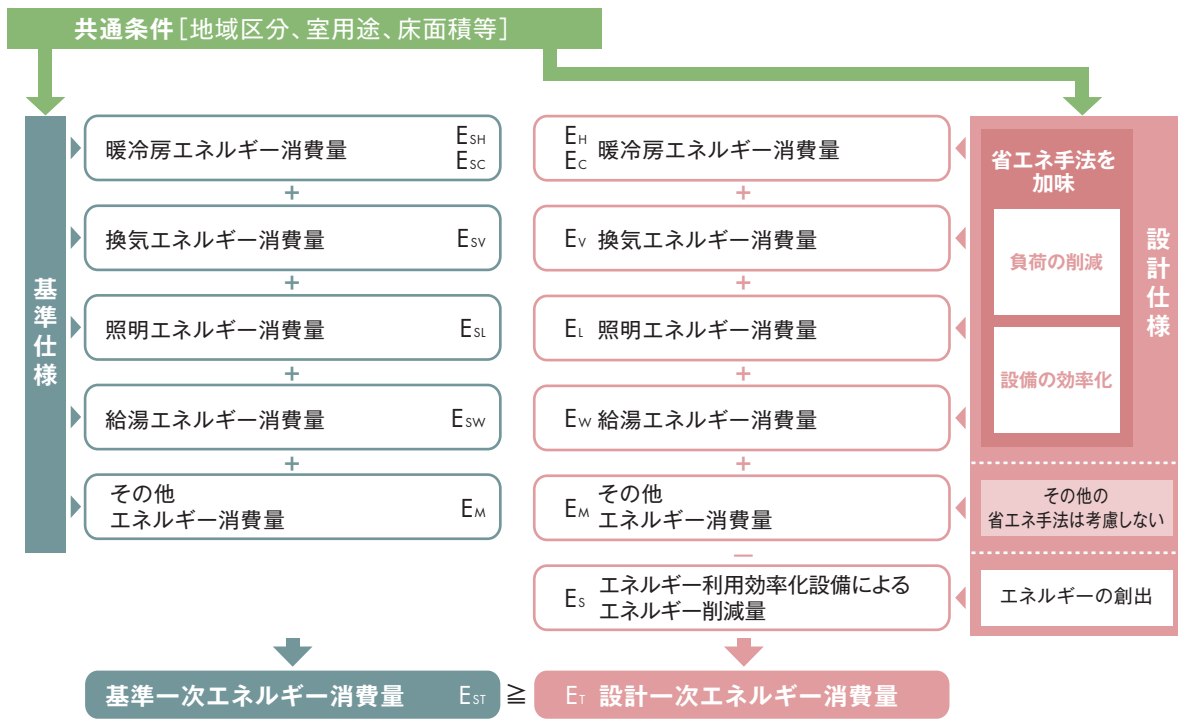 共通条件[地域区分、室用途、床面積等]
基準仕様
暖冷房エネルギー消費量 ESH ESC
+
換気エネルギー消費量 ESV
+
照明エネルギー消費量 ESL
+
給湯エネルギー消費量 ESW
+
その他
エネルギー消費量 EM
基準一次エネルギー消費量 EST
≧
EH EC 暖冷房エネルギー消費量
+
EV 換気エネルギー消費量
+
EL 照明エネルギー消費量
+
EW 給湯エネルギー消費量
+
その他
EM エネルギー消費量
−
ES エネルギー利用効率化設備による
エネルギー削減量
ET 設計一次エネルギー消費量
設計仕様
省エネ手法を
加味
負荷の削減
設備の効率化
その他の
省エネ手法は考慮しない
エネルギーの創出